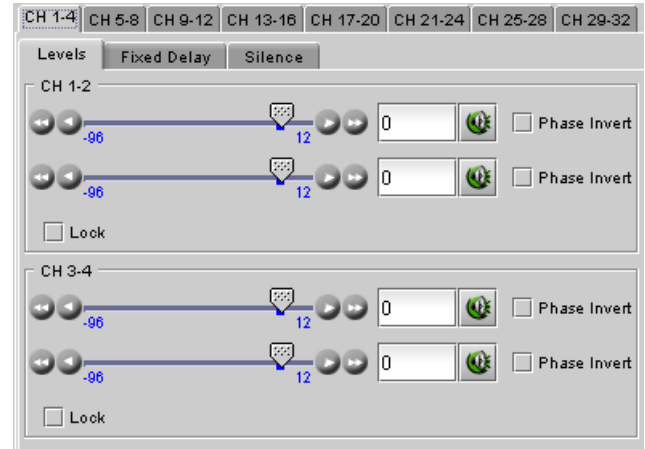 CH 1-4 CH 5-8 CH 9-12 CH 13-16 CH 17-20 CH 21-24 CH 25-28 CH 29-32
Levels Fixed Delay Silence
CH 1-2
-96 12 0 Phase Invert
-96 12 0 Phase Invert
Lock
CH 3-4
-96 12 0 Phase Invert
-96 12 0 Phase Invert
Lock